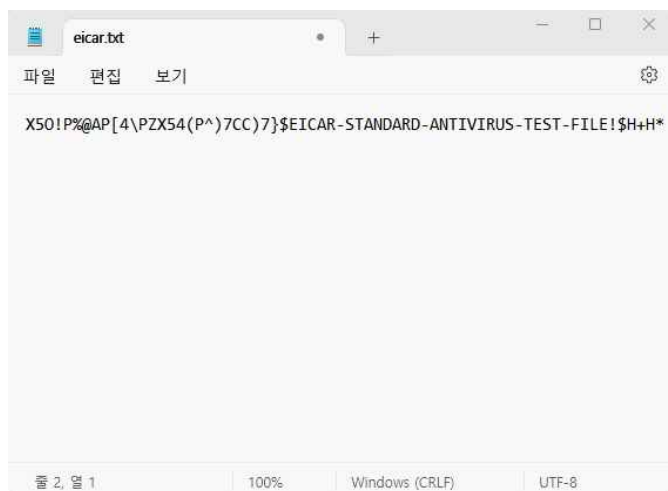 eicar.txt
파일 편집 보기
X5O!P%@AP[4\PZX54(P^)7CC)7}$EICAR-STANDARD-ANTIVIRUS-TEST-FILE!$H+H*
줄 2, 열 1 100% Windows (CRLF) UTF-8